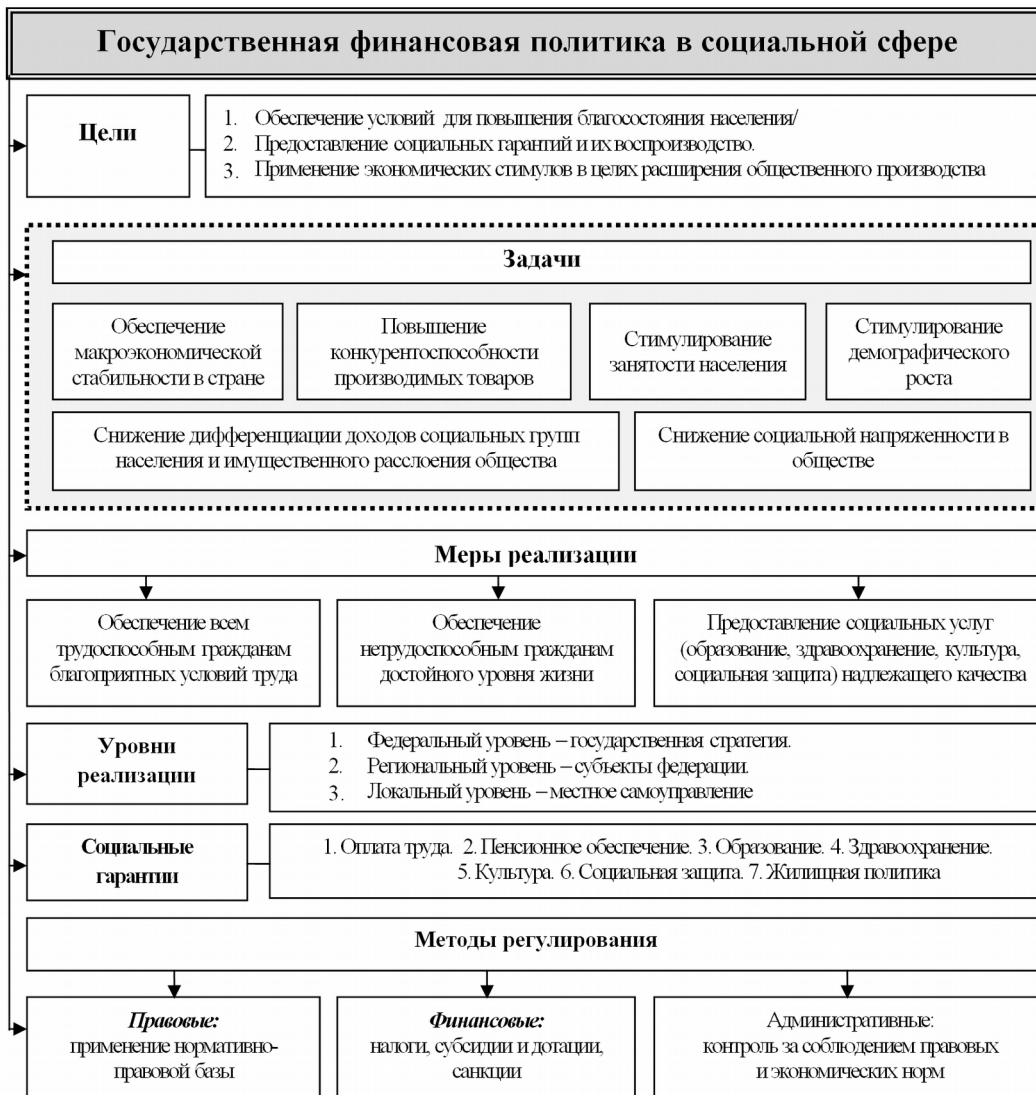 Государственная финансовая политика в социальной сфере
Цели
1. Обеспечение условий для повышения благосостояния населения/
2. Предоставление социальных гарантий и их воспроизводство.
3. Применение экономических стимулов в целях расширения общественного производства
Задачи
Обеспечение
макроэкономической
стабильности в стране
Повышение
конкурентоспособности
производимых товаров
Стимулирование
занятости населения
Стимулирование
демографического
роста
Снижение дифференциации доходов социальных групп
населения и имущественного расслоения общества
Снижение социальной напряженности в
обществе
Меры реализации
Обеспечение всем
трудоспособным гражданам
благоприятных условий труда
Обеспечение
нетрудоспособным гражданам
достойного уровня жизни
Предоставление социальных услуг
(образование, здравоохранение, культура,
социальная защита) надлежащего качества
Уровни
реализации
1. Федеральный уровень – государственная стратегия.
2. Региональный уровень – субъекты федерации.
3. Локальный уровень – местное самоуправление
Социальные
гарантии
1. Оплата труда. 2. Пенсионное обеспечение. 3. Образование. 4. Здравоохранение.
5. Культура. 6. Социальная защита. 7. Жилищная политика
Методы регулирования
Правовые:
применение нормативно-
правовой базы
Финансовые:
налоги, субсидии и дотации,
санкции
Административные:
контроль за соблюдением правовых
и экономических норм